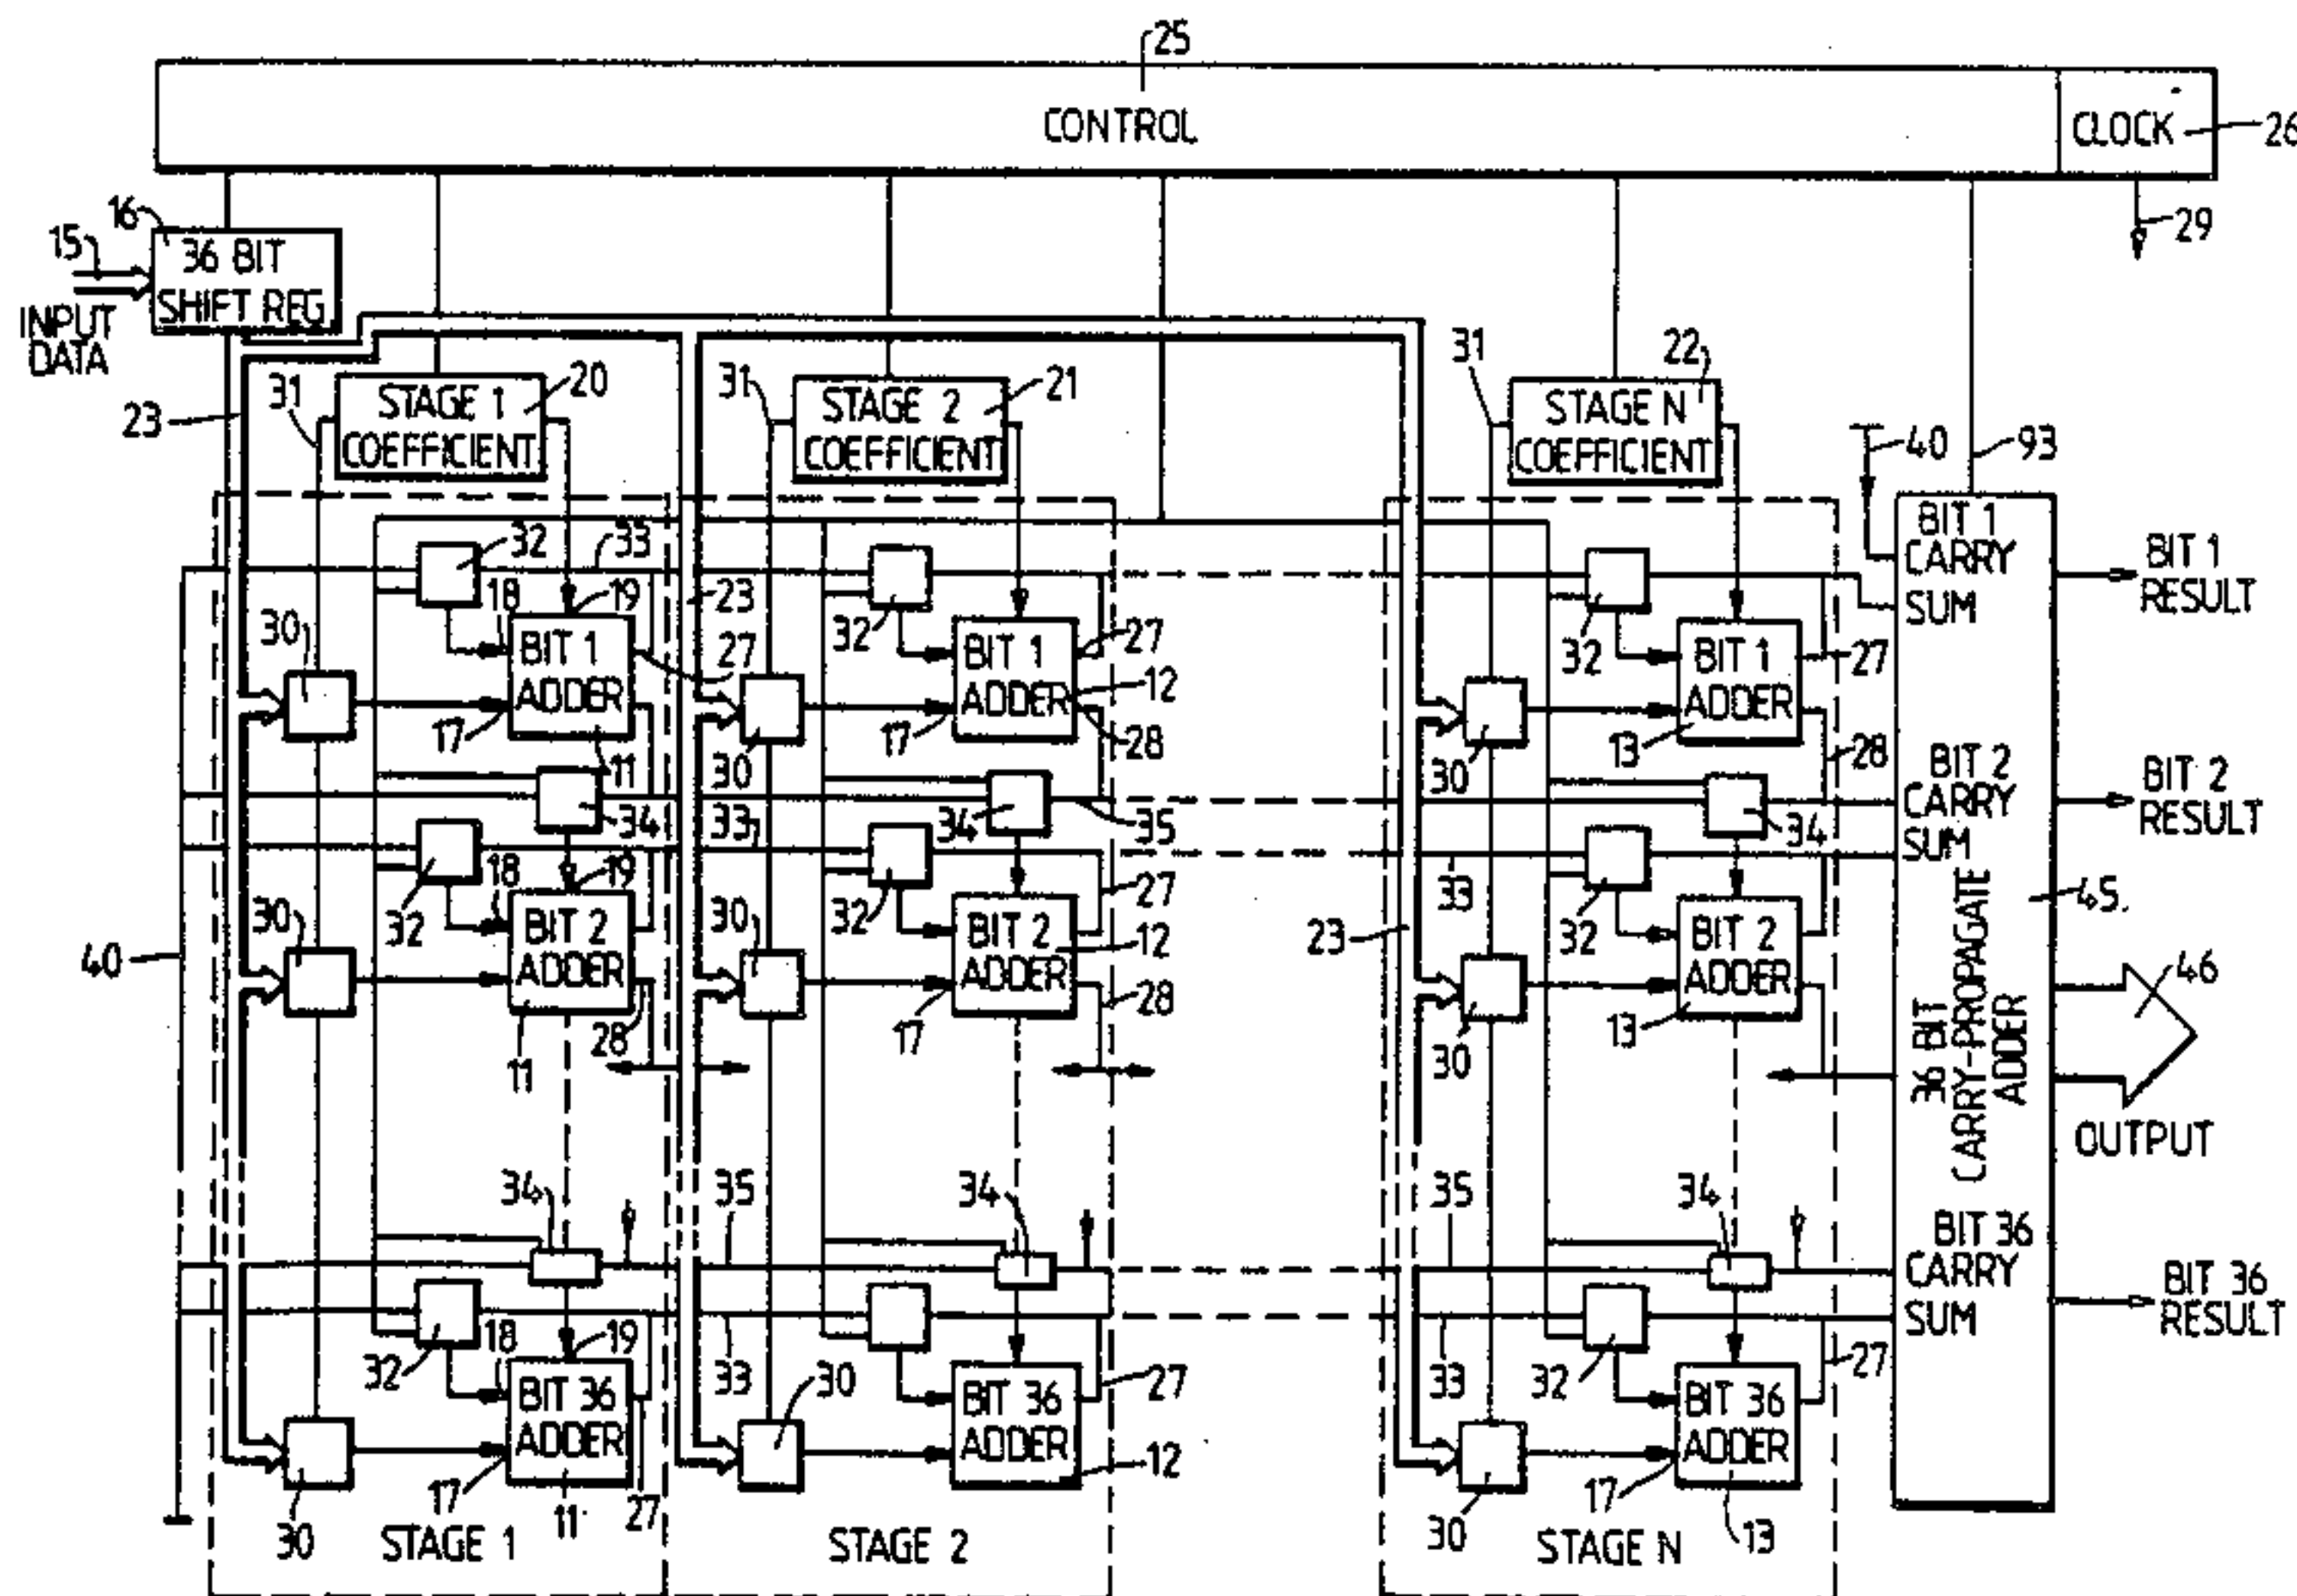 25
CONTROL
CLOCK
26
16
15
36 BIT
SHIFT REG
INPUT
DATA
29
23
31
STAGE 1
COEFFICIENT
20
31
STAGE 2
COEFFICIENT
21
31
STAGE N
COEFFICIENT
22
40
93
32
33
18
19
23
30
BIT 1
ADDER
27
17
11
32
BIT 1
ADDER
27
12
17
28
30
32
BIT 1
ADDER
27
13
28
30
BIT 1
CARRY
SUM
BIT 1
RESULT
34
33
34
35
34
BIT 2
CARRY
SUM
BIT 2
RESULT
40
30
32
18
19
BIT 2
ADDER
28
11
30
32
27
BIT 2
ADDER
12
17
28
23
33
32
30
BIT 2
ADDER
13
36 BIT
CARRY-PROPAGATE
ADDER
45
46
OUTPUT
34
35
34
35
34
BIT 36
CARRY
SUM
BIT 36
RESULT
32
18
19
33
30
BIT 36
ADDER
17
11
27
30
27
BIT 36
ADDER
12
33
32
27
BIT 36
ADDER
17
13
30
STAGE 1
STAGE 2
STAGE N